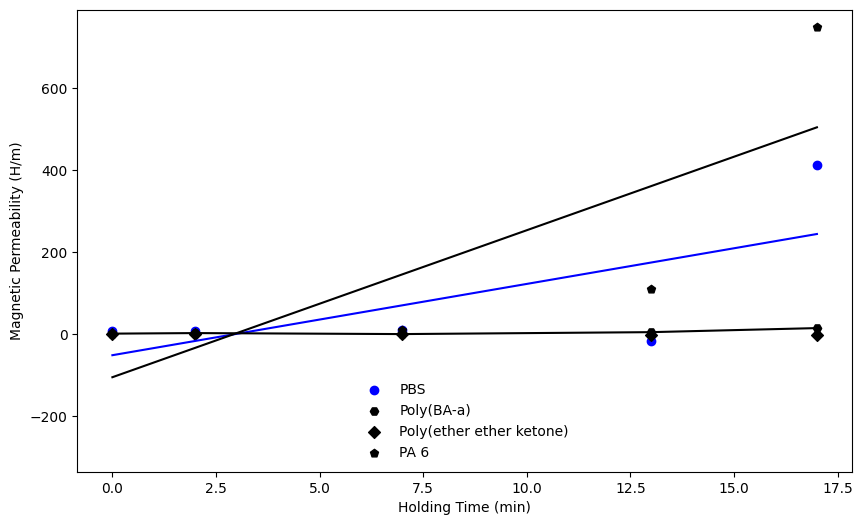 600
400
200
0
−200
Magnetic Permeability (H/m)
PBS
Poly(BA-a)
Poly(ether ether ketone)
PA 6
0.0 2.5 5.0 7.5 10.0 12.5 15.0 17.5
Holding Time (min)